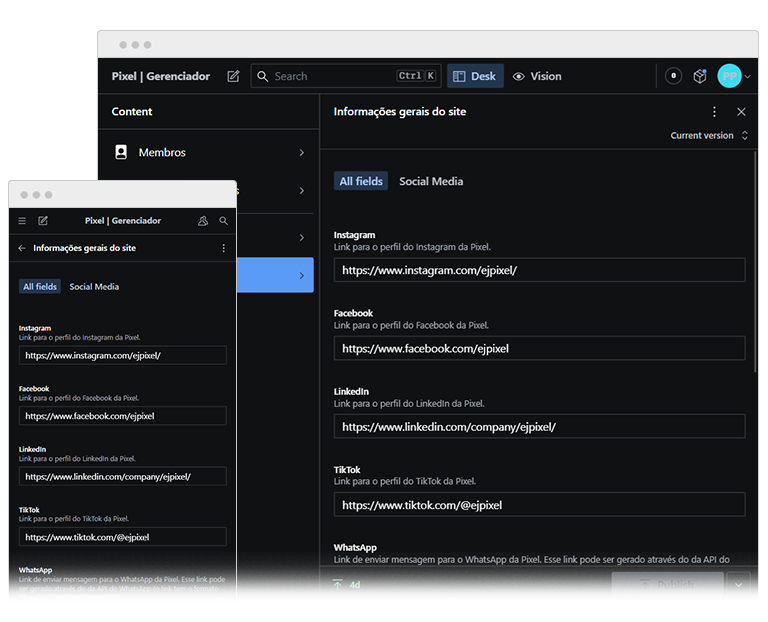 Pixel | Gerenciador
Search
Ctrl K
Desk
Vision
0
PP
Content
Membros
s
Informações gerais do site
Current version
All fields
Social Media
Instagram
Link para o perfil do Instagram da Pixel.
https://www.instagram.com/ejpixel/
Facebook
Link para o perfil do Facebook da Pixel.
https://www.facebook.com/ejpixel
LinkedIn
Link para o perfil do LinkedIn da Pixel.
https://www.linkedin.com/company/ejpixel/
TikTok
Link para o perfil do TikTok da Pixel.
https://www.tiktok.com/@ejpixel
WhatsApp
Link de enviar mensagem para o WhatsApp da Pixel. Esse link pode ser gerado através do da API do
4d
Publish
Pixel | Gerenciador
Informações gerais do site
All fields
Social Media
Instagram
Link para o perfil do Instagram da Pixel.
https://www.instagram.com/ejpixel/
Facebook
Link para o perfil do Facebook da Pixel.
https://www.facebook.com/ejpixel
LinkedIn
Link para o perfil do LinkedIn da Pixel.
https://www.linkedin.com/company/ejpixel/
TikTok
Link para o perfil do TikTok da Pixel.
https://www.tiktok.com/@ejpixel
WhatsApp
Link de enviar mensagem para o WhatsApp da Pixel. Esse link pode
ser gerado através do da API do WhatsApp (o link tem o formato